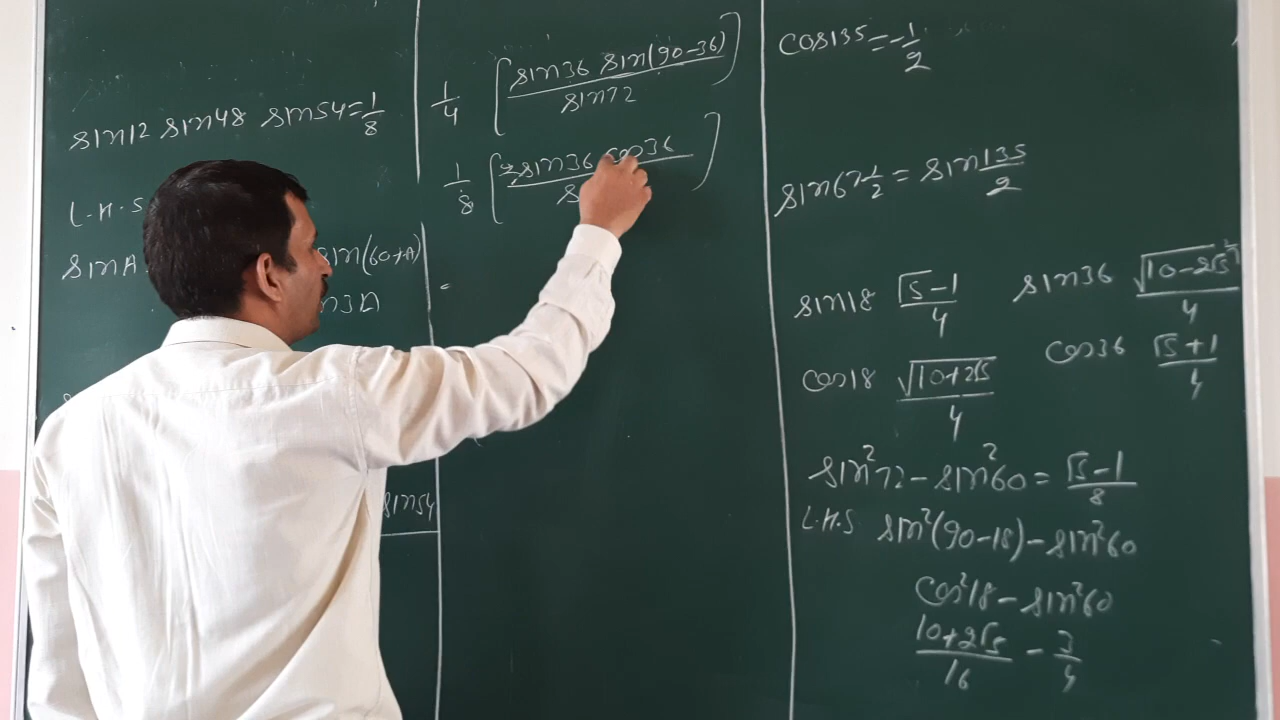 sin12 sin48 sin54=1/8
L.H.S
sinA sin(60+A)
n3A
sin54
1/4 [sin36 sin(90-36)/sin72]
1/8 [2sin36 cos36/s
=
cos135=-1/2
sin67 1/2 = sin 135/2
sin18 √5-1/4
sin36 √10-2√5/4
cos18 √10+2√5/4
cos36 √5+1/4
sin²72-sin²60=√5-1/8
L.H.S sin²(90-18)-sin²60
cos²18-sin²60
10+2√5/16 - 3/4